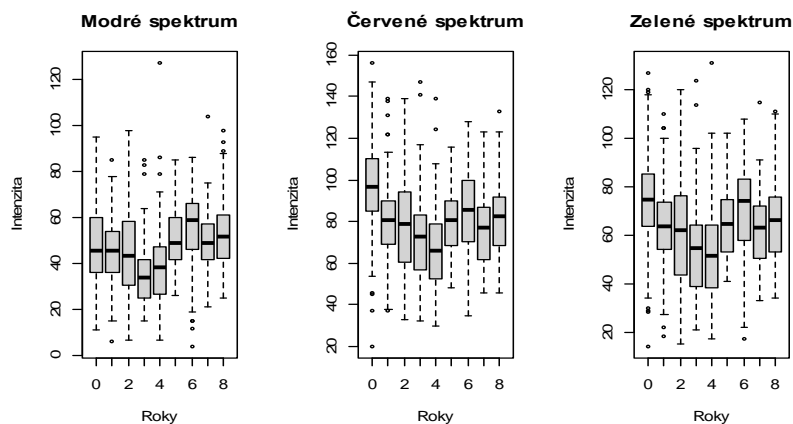 Modré spektrum
Intenzita
0 20 40 60 80 100 120
0 2 4 6 8
Roky
Červené spektrum
Intenzita
20 40 60 80 100 120 140 160
0 2 4 6 8
Roky
Zelené spektrum
Intenzita
20 40 60 80 100 120
0 2 4 6 8
Roky